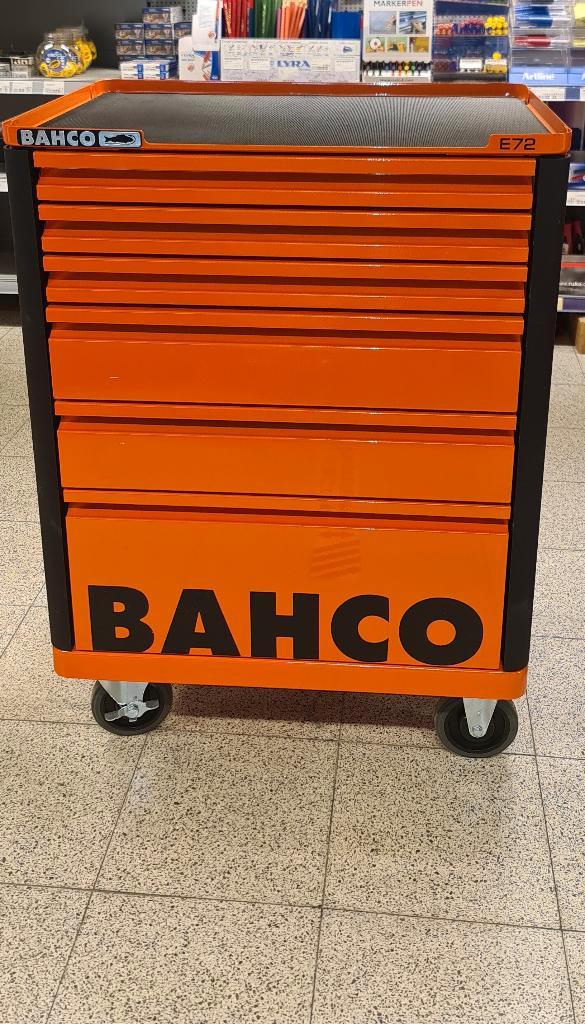 MARKERPEN
LYRA
Artline
BAHCO
E72
BAHCO